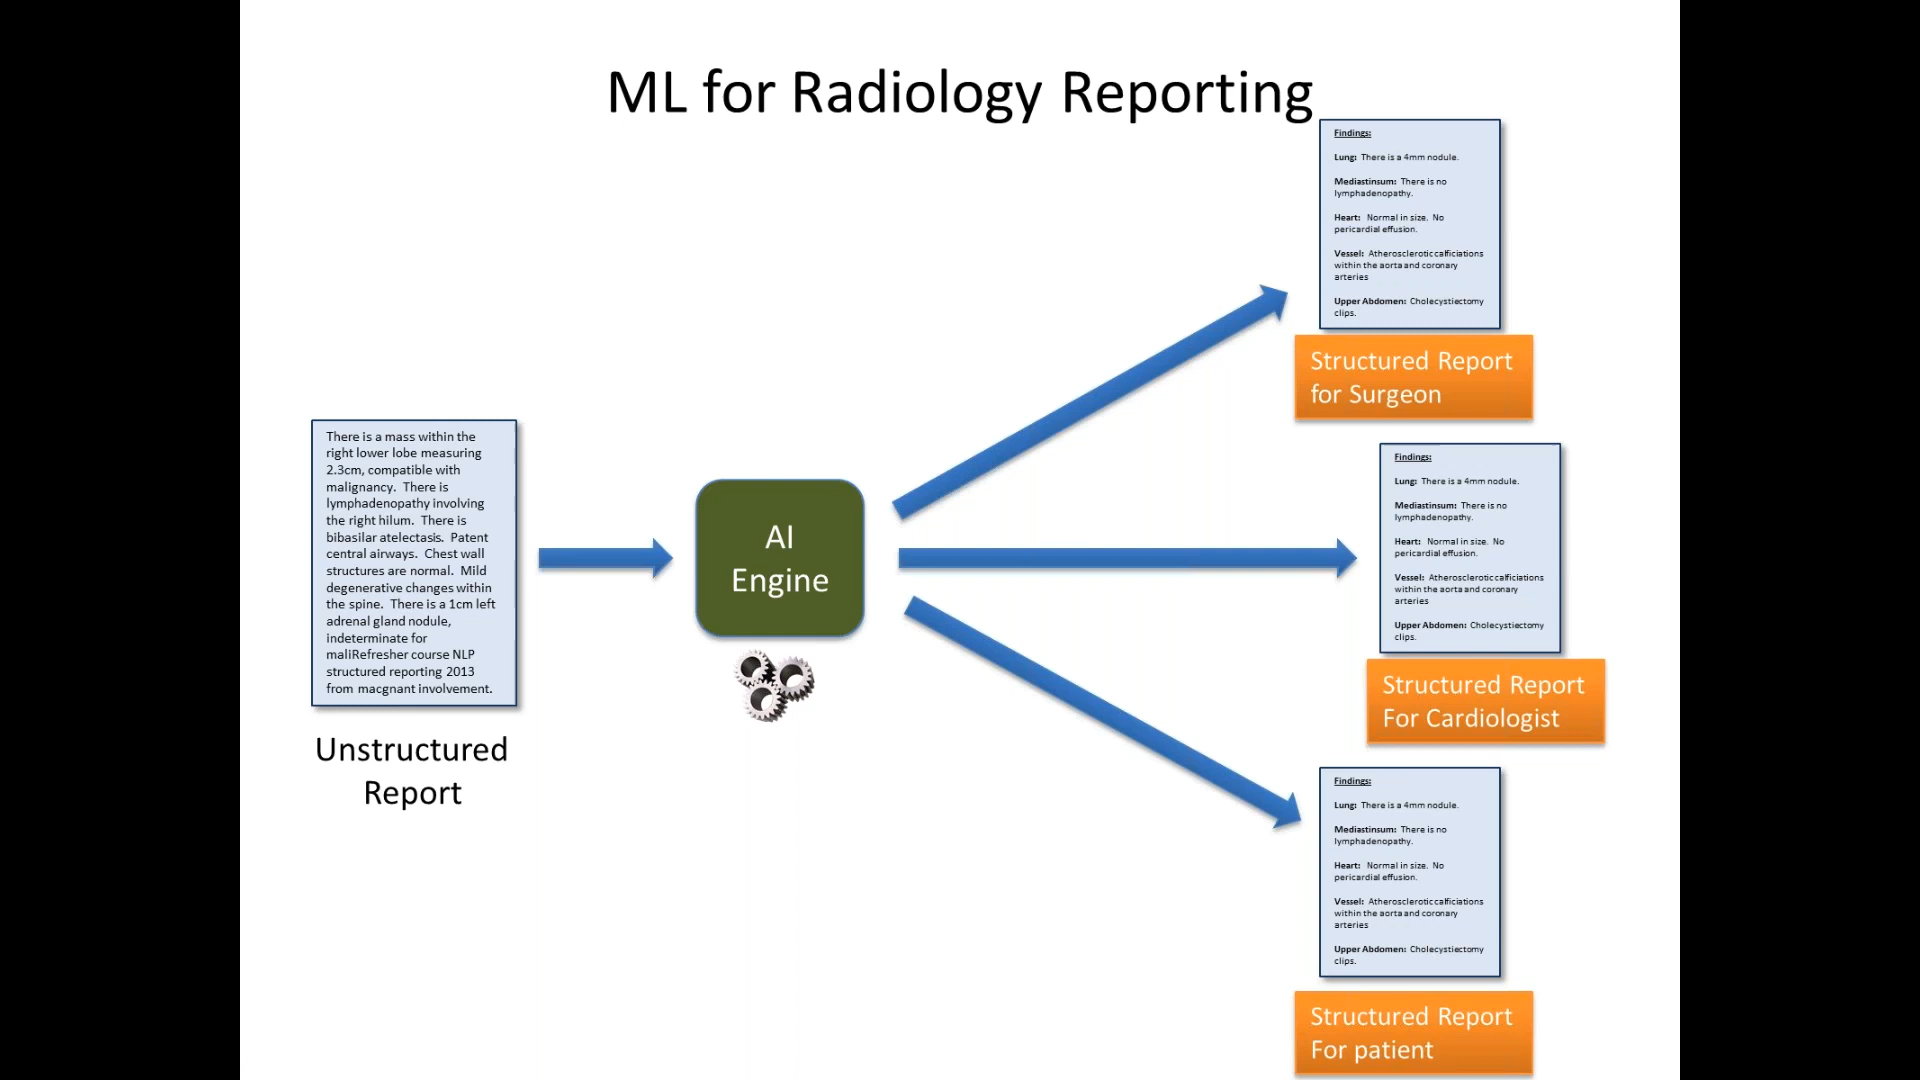 ML for Radiology Reporting
There is a mass within the
right lower lobe measuring
2.3cm, compatible with
malignancy. There is
lymphadenopathy involving
the right hilum. There is
bibasilar atelectasis. Patent
central airways. Chest wall
structures are normal. Mild
degenerative changes within
the spine. There is a 1cm left
adrenal gland nodule,
indeterminate for
maliRefresher course NLP
structured reporting 2013
from macgnant involvement.
Unstructured
Report
AI
Engine
Findings:
Lung: There is a 4mm nodule.
Mediastinsum: There is no
lymphadenopathy.
Heart: Normal in size. No
pericardial effusion.
Vessel: Atherosclerotic calficiations
within the aorta and coronary
arteries
Upper Abdomen: Cholecystiectomy
clips.
Structured Report
for Surgeon
Findings:
Lung: There is a 4mm nodule.
Mediastinsum: There is no
lymphadenopathy.
Heart: Normal in size. No
pericardial effusion.
Vessel: Atherosclerotic calficiations
within the aorta and coronary
arteries
Upper Abdomen: Cholecystiectomy
clips.
Structured Report
For Cardiologist
Findings:
Lung: There is a 4mm nodule.
Mediastinsum: There is no
lymphadenopathy.
Heart: Normal in size. No
pericardial effusion.
Vessel: Atherosclerotic calficiations
within the aorta and coronary
arteries
Upper Abdomen: Cholecystiectomy
clips.
Structured Report
For patient